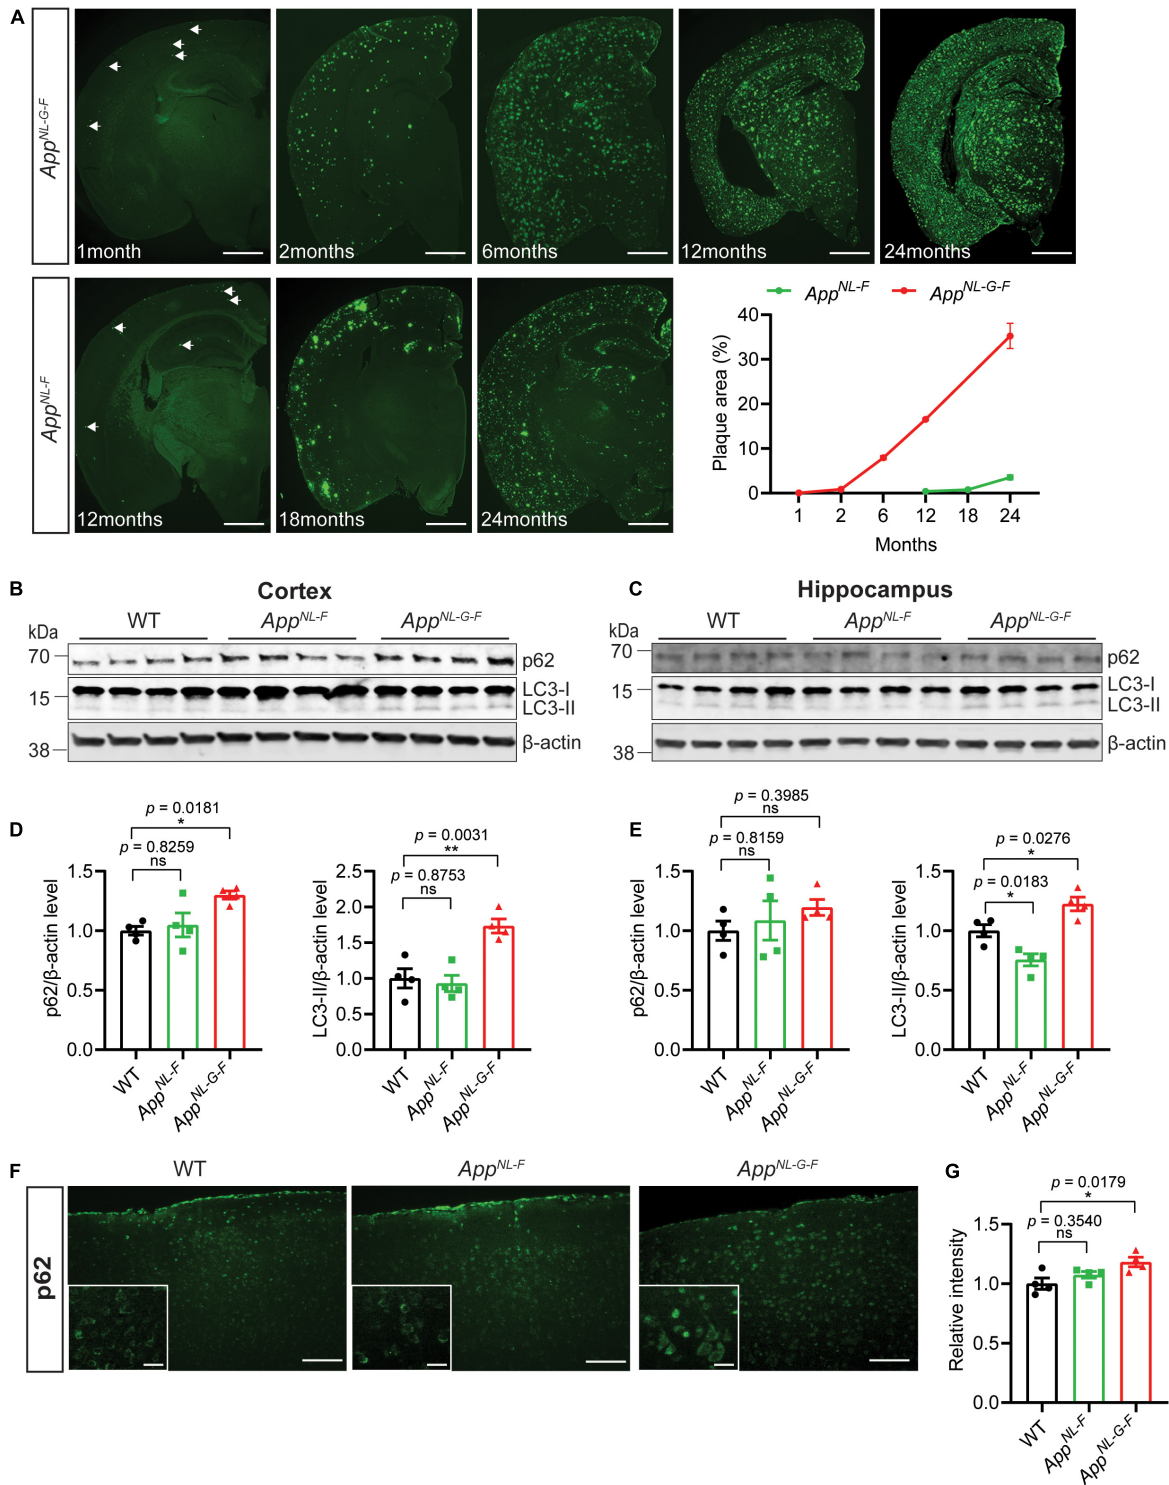 A
App^NL-G-F
1month
2months
6months
12months
24months
App^NL-F
12months
18months
24months
App^NL-F App^NL-G-F
Plaque area (%)
40
30
20
10
0
1 2 6 12 18 24
Months
B
Cortex
WT App^NL-F App^NL-G-F
kDa
70
p62
15
LC3-I
LC3-II
38
β-actin
C
Hippocampus
WT App^NL-F App^NL-G-F
kDa
70
p62
15
LC3-I
LC3-II
38
β-actin
D
p = 0.0181
*
p = 0.8259
ns
p62/β-actin level
1.5
1.0
0.5
0.0
WT App^NL-F App^NL-G-F
p = 0.0031
**
p = 0.8753
ns
LC3-II/β-actin level
2.5
2.0
1.5
1.0
0.5
0.0
WT App^NL-F App^NL-G-F
E
p = 0.3985
ns
p = 0.8159
ns
p62/β-actin level
1.5
1.0
0.5
0.0
WT App^NL-F App^NL-G-F
p = 0.0276
*
p = 0.0183
*
LC3-II/β-actin level
1.5
1.0
0.5
0.0
WT App^NL-F App^NL-G-F
F
WT App^NL-F App^NL-G-F
p62
G
p = 0.0179
*
p = 0.3540
ns
Relative intensity
1.5
1.0
0.5
0.0
WT App^NL-F App^NL-G-F